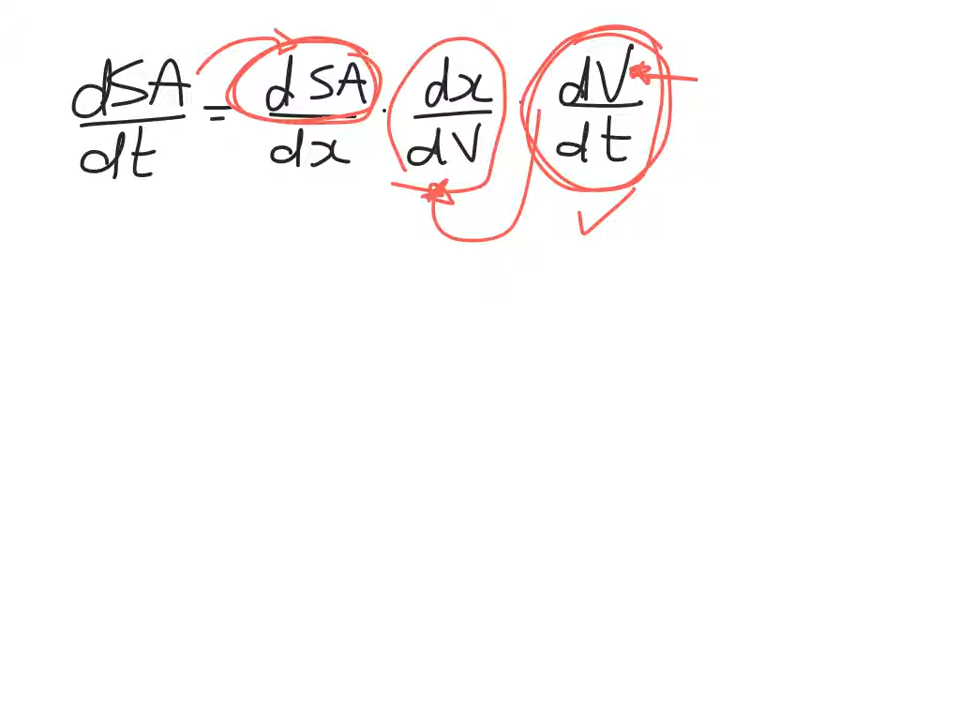 dSA/dt = dSA/dx · dx/dV · dV/dt